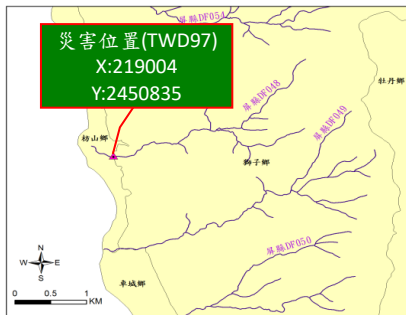 屏縣DF054
災害位置(TWD97)
X:219004
Y:2450835
牡丹鄉
屏縣DF048
屏縣DF049
枋山鄉
獅子鄉
屏縣DF050
車城鄉
N
W
E
S
0 0.5 1
KM